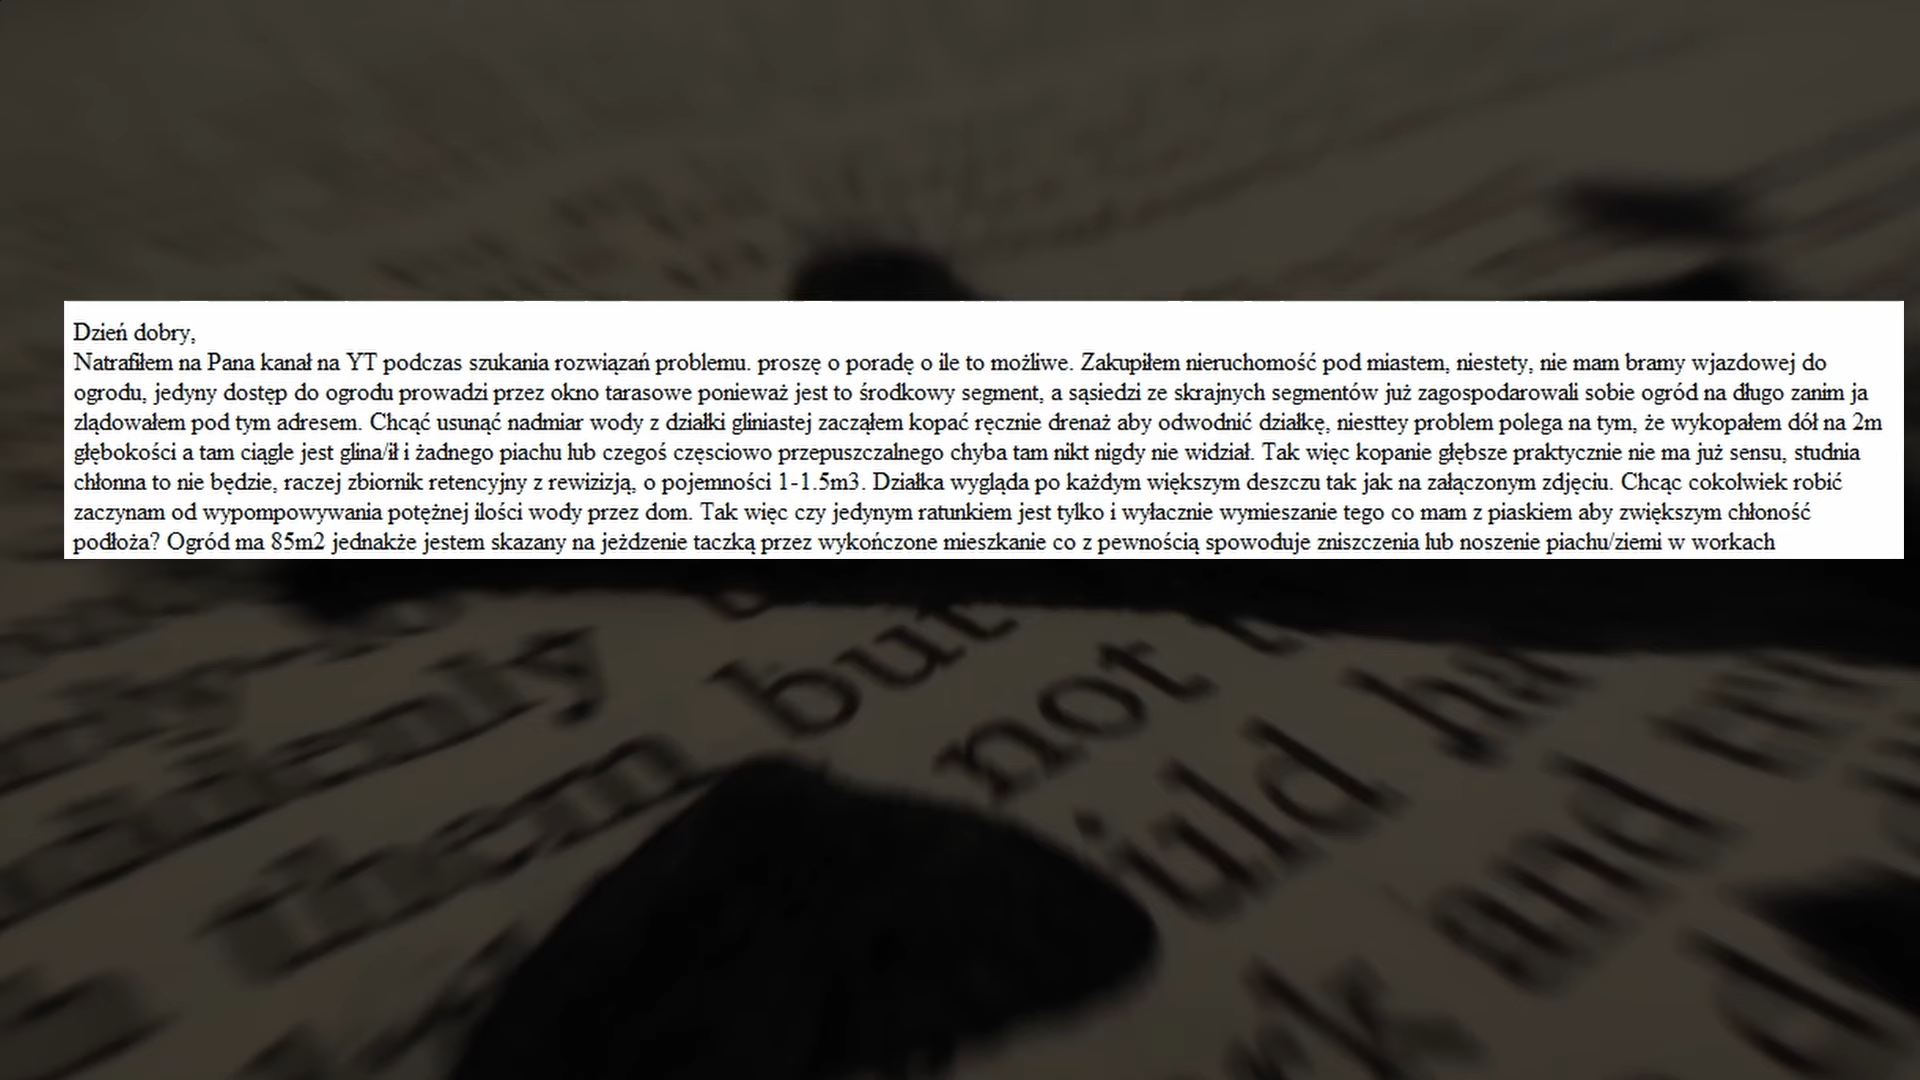 Dzień dobry,
Natrafiłem na Pana kanał na YT podczas szukania rozwiązań problemu. proszę o poradę o ile to możliwe. Zakupiłem nieruchomość pod miastem, niestety, nie mam bramy wjazdowej do
ogrodu, jedyny dostęp do ogrodu prowadzi przez okno tarasowe ponieważ jest to środkowy segment, a sąsiedzi ze skrajnych segmentów już zagospodarowali sobie ogród na długo zanim ja
zlądowałem pod tym adresem. Chcąć usunąć nadmiar wody z działki gliniastej zacząłem kopać ręcznie drenaż aby odwodnić działkę, niesttey problem polega na tym, że wykopałem dół na 2m
głębokości a tam ciągle jest glina/ił i żadnego piachu lub czegoś częsciowo przepuszczalnego chyba tam nikt nigdy nie widział. Tak więc kopanie głębsze praktycznie nie ma już sensu, studnia
chłonna to nie będzie, raczej zbiornik retencyjny z rewizizją, o pojemności 1-1.5m3. Działka wygląda po każdym większym deszczu tak jak na załączonym zdjęciu. Chcąc cokolwiek robić
zaczynam od wypompowywania potężnej ilości wody przez dom. Tak więc czy jedynym ratunkiem jest tylko i wyłacznie wymieszanie tego co mam z piaskiem aby zwiększym chłoność
podłoża? Ogród ma 85m2 jednakże jestem skazany na jeżdzenie taczką przez wykończone mieszkanie co z pewnością spowoduje zniszczenia lub noszenie piachu/ziemi w workach
but
not
uld
and